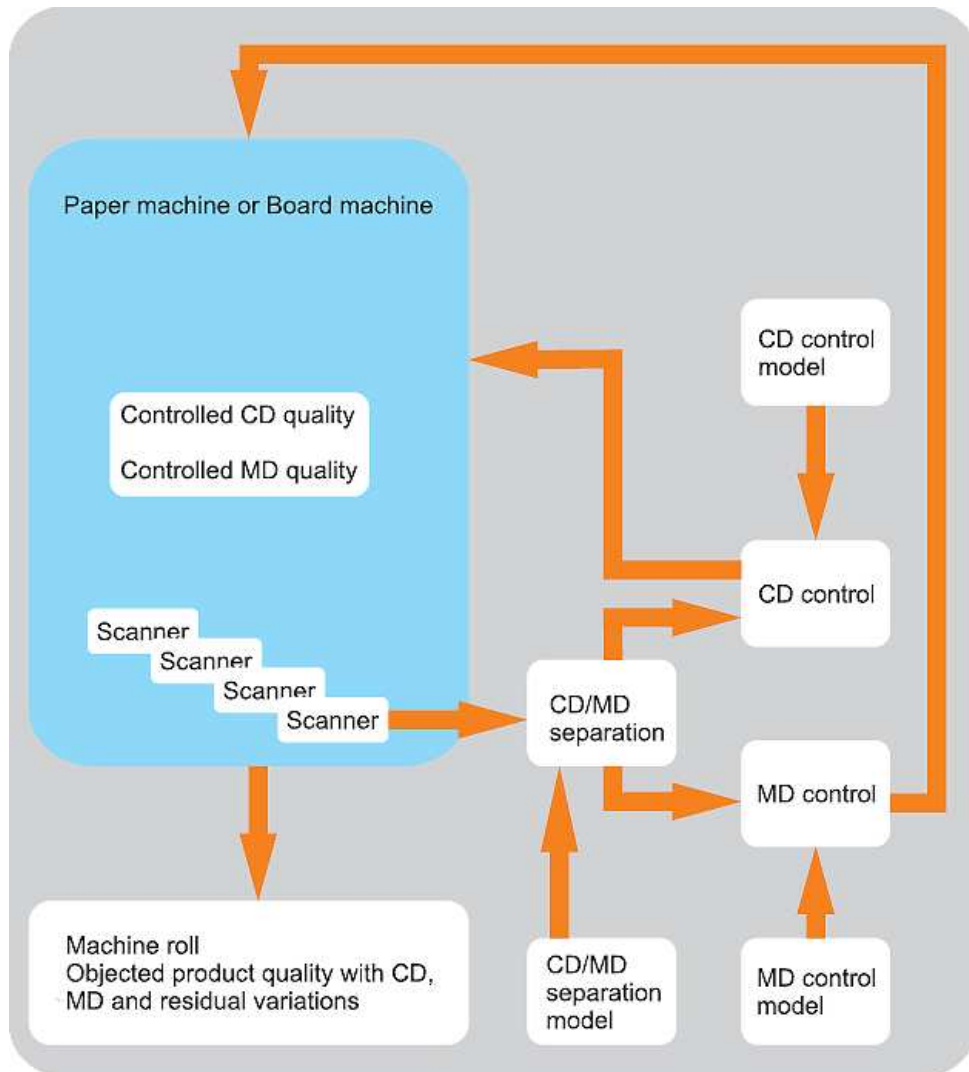 Paper machine or Board machine
CD control
model
Controlled CD quality
Controlled MD quality
CD control
Scanner
Scanner
Scanner
Scanner
CD/MD
separation
MD control
Machine roll
Objected product quality with CD,
MD and residual variations
CD/MD
separation
model
MD control
model